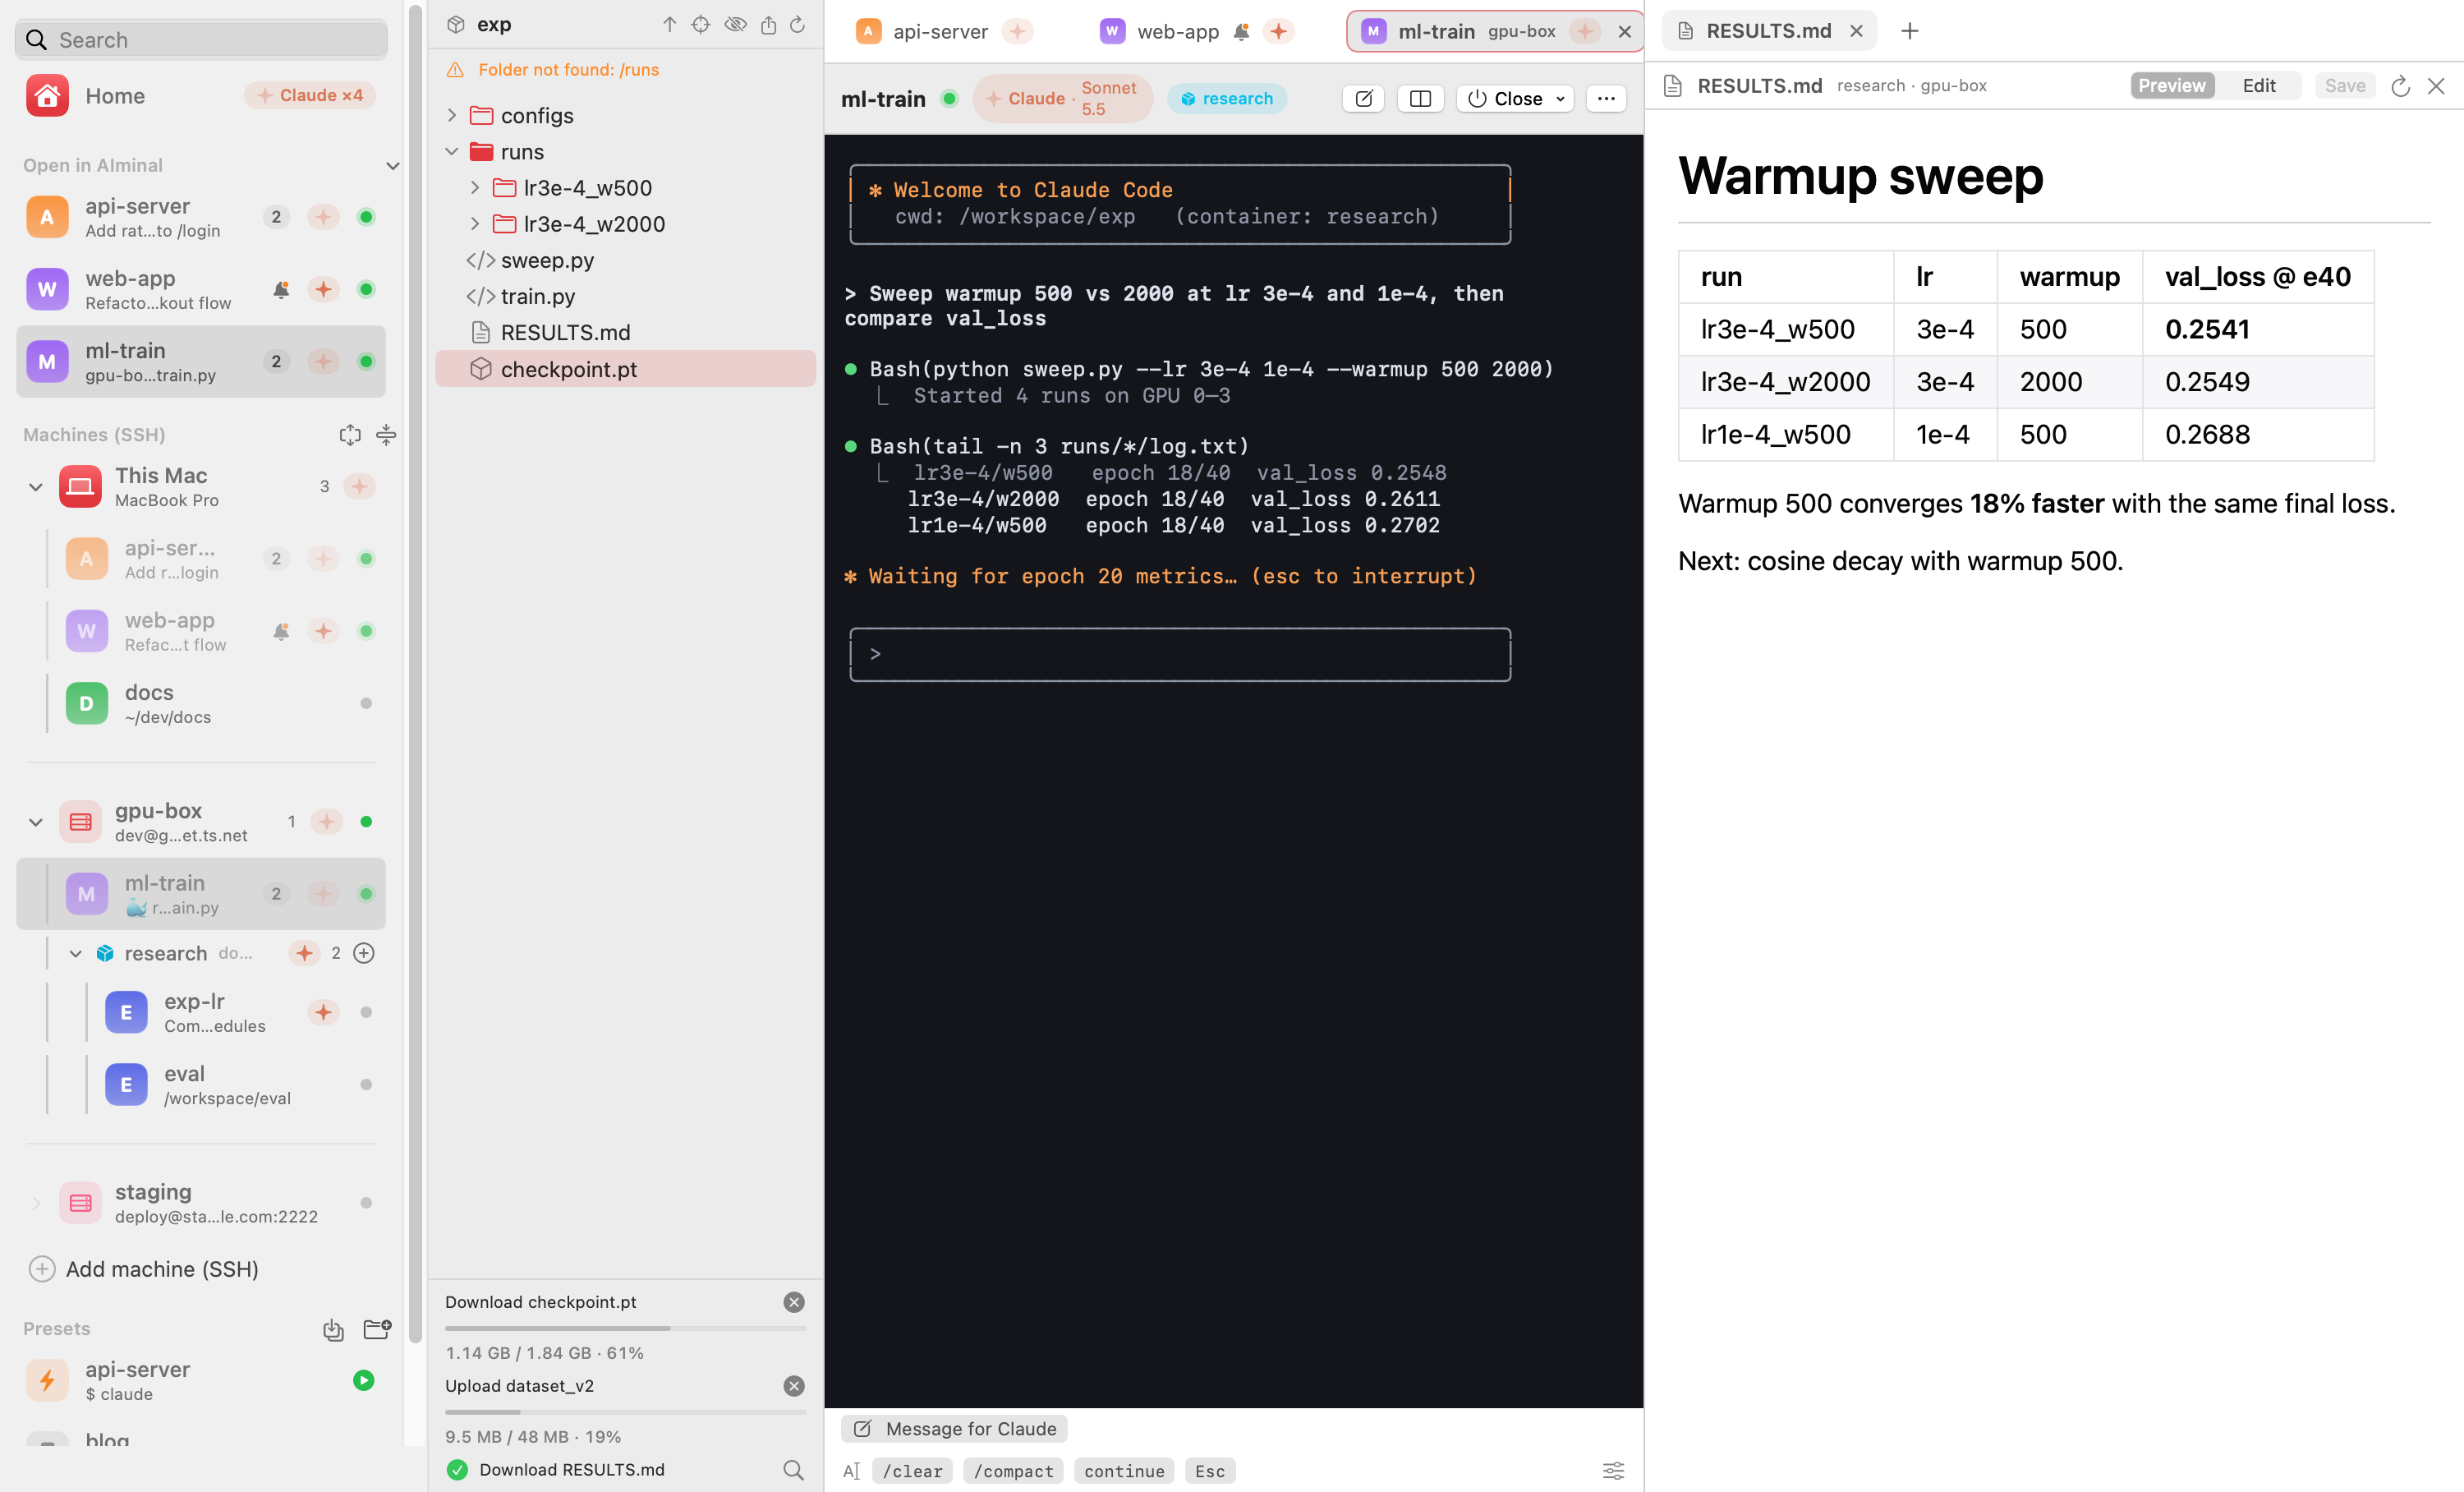 Search
Home
Claude ×4
Open in AIminal
A
api-server
2
Add rat...to /login
W
web-app
Refacto...kout flow
M
ml-train
2
gpu-bo...train.py
Machines (SSH)
This Mac
3
MacBook Pro
A
api-ser...
2
Add r...login
W
web-app
Refac...t flow
D
docs
~/dev/docs
gpu-box
1
dev@g...et.ts.net
M
ml-train
2
r...ain.py
research do...
2
E
exp-lr
Com...edules
E
eval
/workspace/eval
staging
deploy@sta...le.com:2222
Add machine (SSH)
Presets
api-server
$ claude
blog
exp
Folder not found: /runs
configs
runs
lr3e-4_w500
lr3e-4_w2000
sweep.py
train.py
RESULTS.md
checkpoint.pt
Download checkpoint.pt
1.14 GB / 1.84 GB · 61%
Upload dataset_v2
9.5 MB / 48 MB · 19%
Download RESULTS.md
A api-server
W web-app
M ml-train gpu-box
ml-train
Claude · Sonnet 5.5
research
Close
* Welcome to Claude Code
cwd: /workspace/exp (container: research)
> Sweep warmup 500 vs 2000 at lr 3e-4 and 1e-4, then
compare val_loss
Bash(python sweep.py --lr 3e-4 1e-4 --warmup 500 2000)
Started 4 runs on GPU 0–3
Bash(tail -n 3 runs/*/log.txt)
lr3e-4/w500 epoch 18/40 val_loss 0.2548
lr3e-4/w2000 epoch 18/40 val_loss 0.2611
lr1e-4/w500 epoch 18/40 val_loss 0.2702
* Waiting for epoch 20 metrics… (esc to interrupt)
>
Message for Claude
/clear /compact continue Esc
RESULTS.md
RESULTS.md research · gpu-box
Preview Edit Save
Warmup sweep
run lr warmup val_loss @ e40
lr3e-4_w500 3e-4 500 0.2541
lr3e-4_w2000 3e-4 2000 0.2549
lr1e-4_w500 1e-4 500 0.2688
Warmup 500 converges 18% faster with the same final loss.
Next: cosine decay with warmup 500.